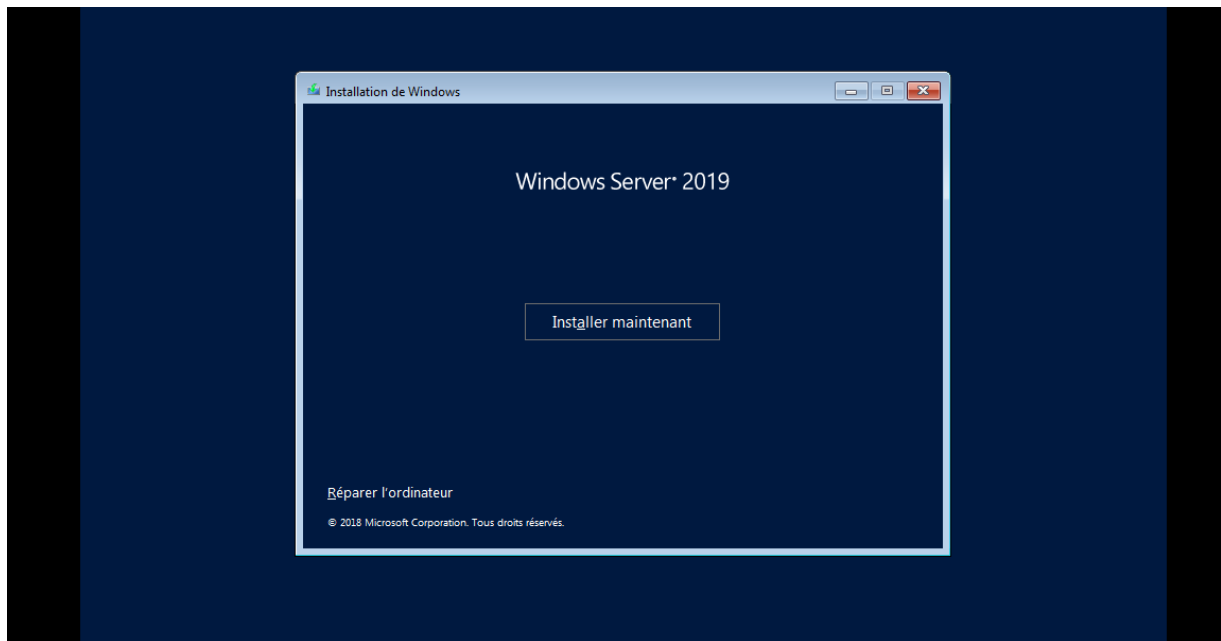 Installation de Windows
Windows Server® 2019
Installer maintenant
Réparer l'ordinateur
© 2018 Microsoft Corporation. Tous droits réservés.